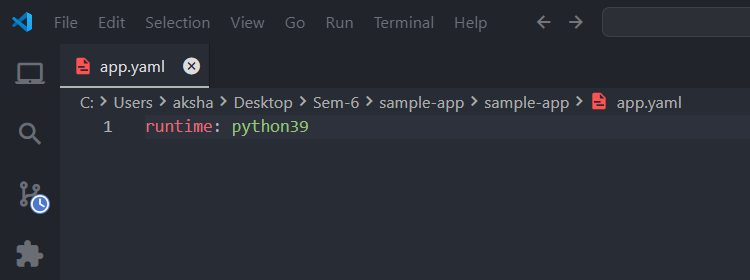 File Edit Selection View Go Run Terminal Help
app.yaml
C: > Users > aksha > Desktop > Sem-6 > sample-app > sample-app > app.yaml
1 runtime: python39